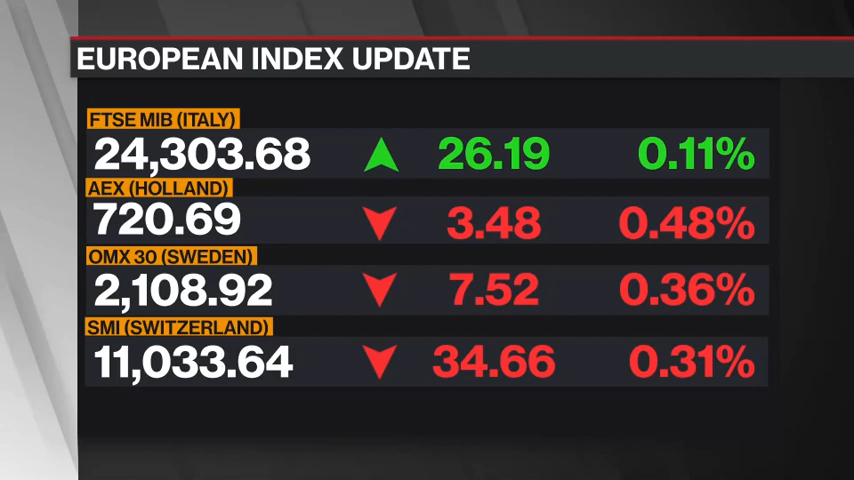 EUROPEAN INDEX UPDATE
FTSE MIB (ITALY)
24,303.68 26.19 0.11%
AEX (HOLLAND)
720.69 3.48 0.48%
OMX 30 (SWEDEN)
2,108.92 7.52 0.36%
SMI (SWITZERLAND)
11,033.64 34.66 0.31%